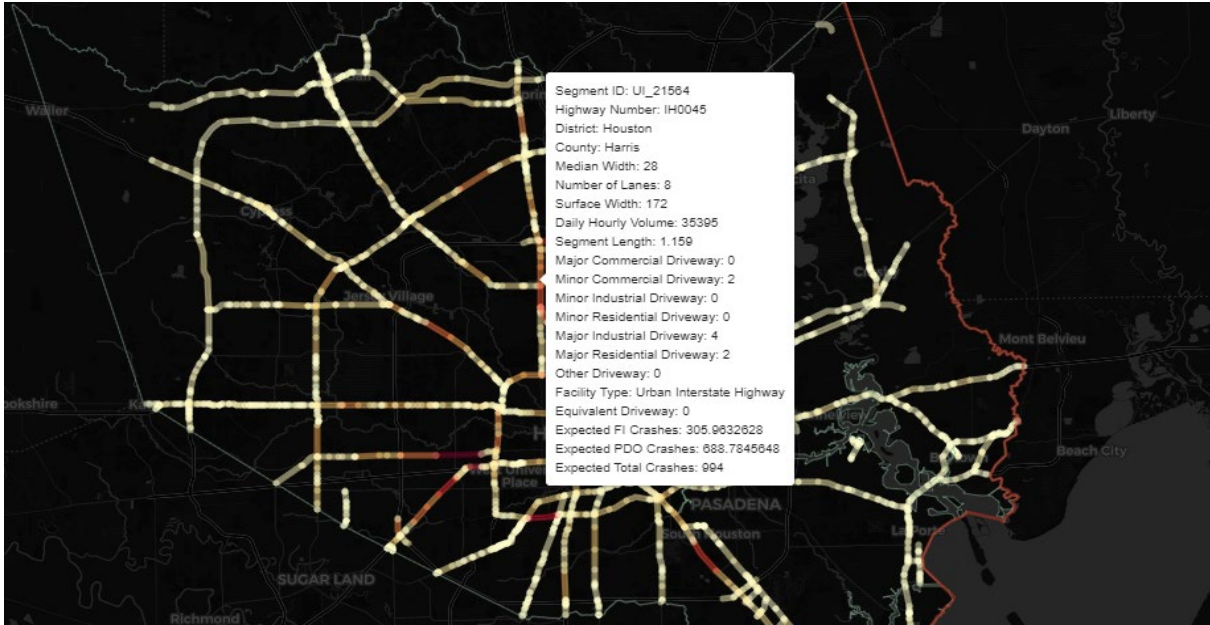 Segment ID: UI_21564
Highway Number: IH0045
District: Houston
County: Harris
Median Width: 28
Number of Lanes: 8
Surface Width: 172
Daily Hourly Volume: 35395
Segment Length: 1.159
Major Commercial Driveway: 0
Minor Commercial Driveway: 2
Minor Industrial Driveway: 0
Minor Residential Driveway: 0
Major Industrial Driveway: 4
Major Residential Driveway: 2
Other Driveway: 0
Facility Type: Urban Interstate Highway
Equivalent Driveway: 0
Expected FI Crashes: 305.9632628
Expected PDO Crashes: 688.7845648
Expected Total Crashes: 994
Waller
Liberty
Dayton
Cypress
Mont Belvieu
Beach City
Place
PASADENA
SUGAR LAND
Richmond